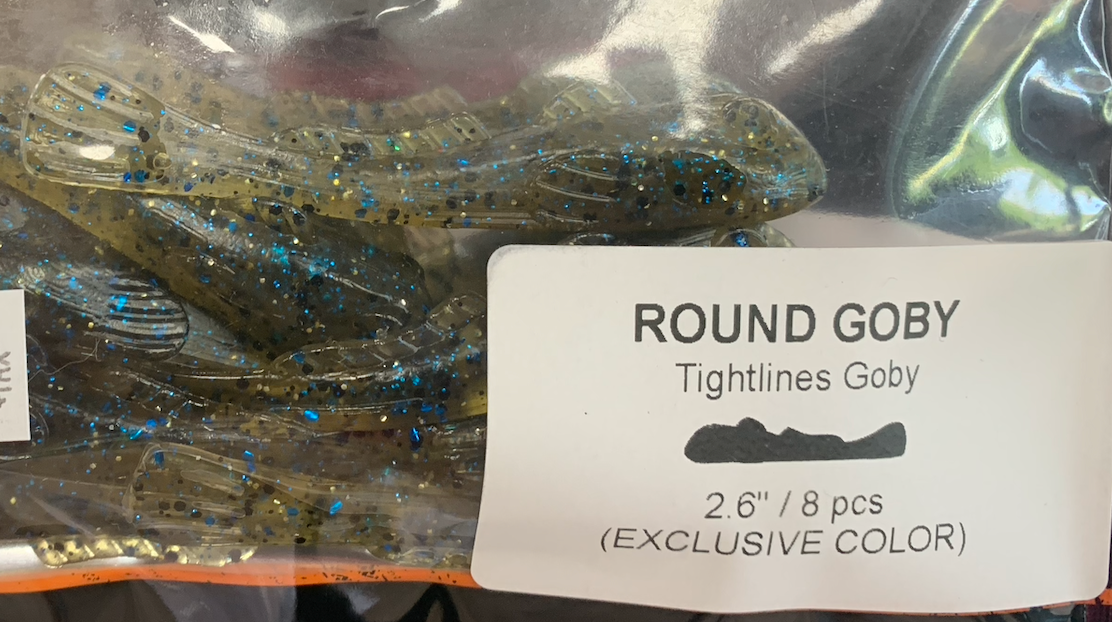 ROUND GOBY
Tightlines Goby
2.6" / 8 pcs
(EXCLUSIVE COLOR)